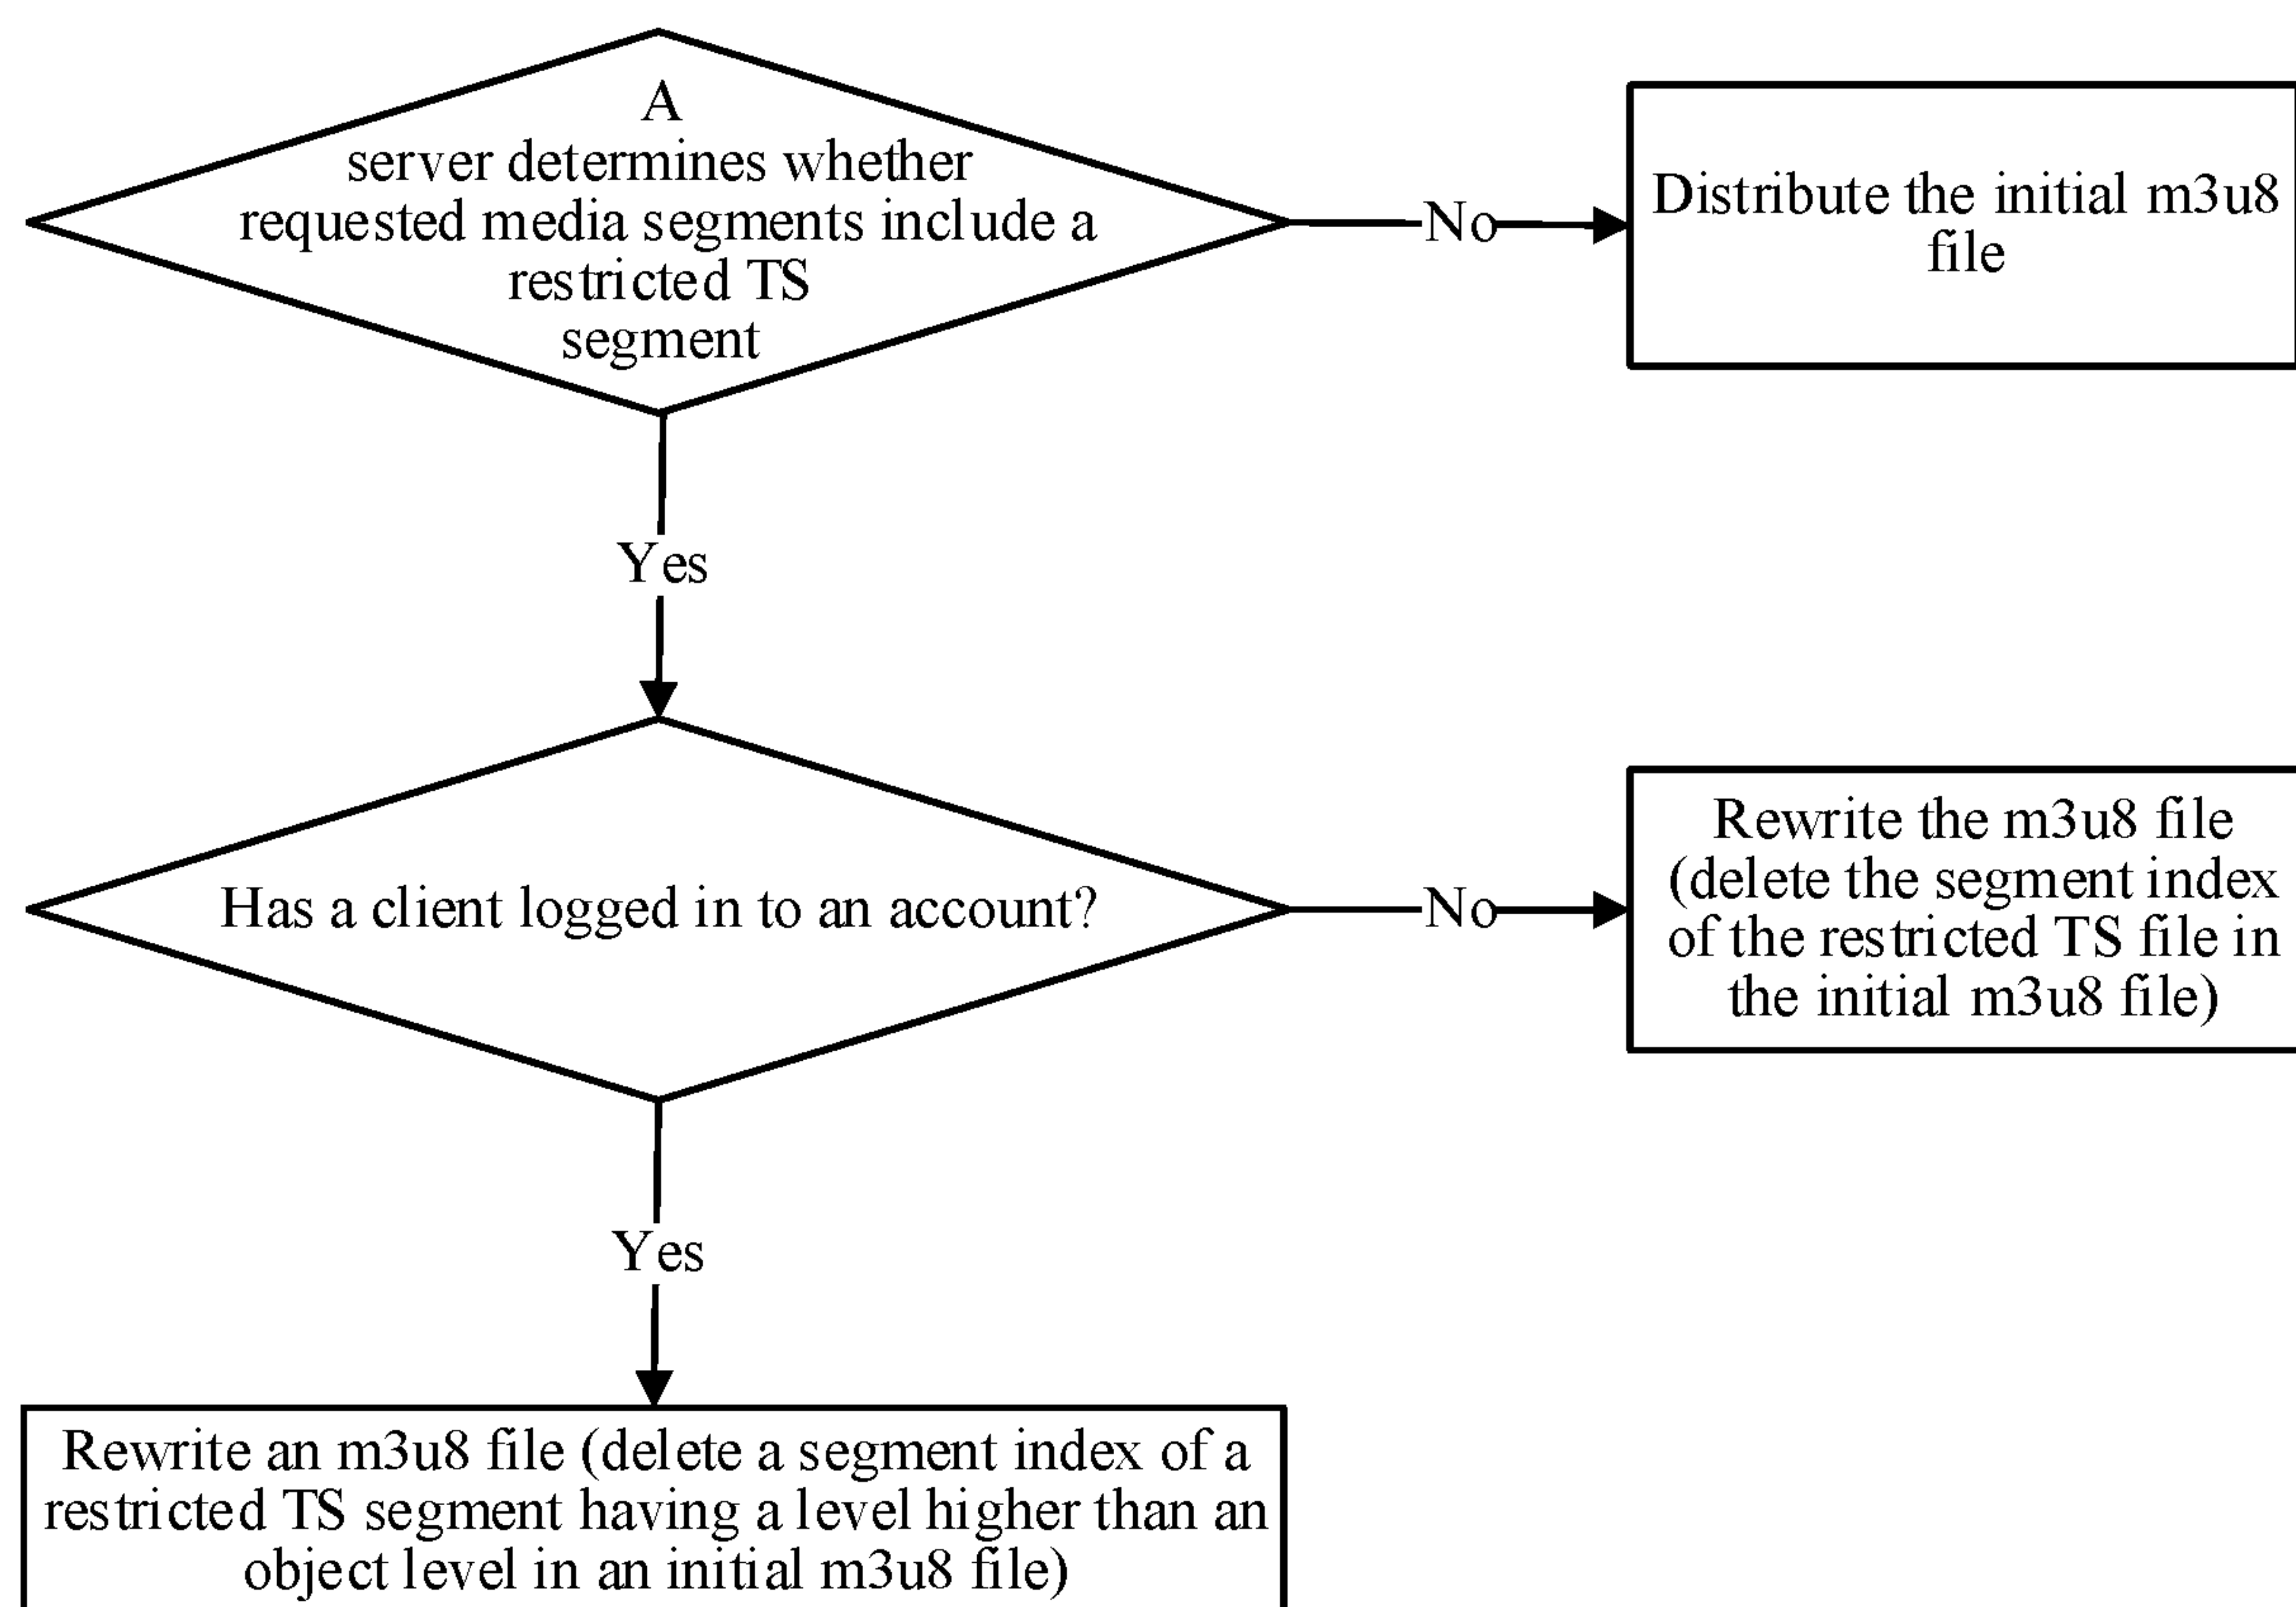 A
server determines whether
requested media segments include a
restricted TS
segment
No
Distribute the initial m3u8
file
Yes
Has a client logged in to an account?
No
Rewrite the m3u8 file
(delete the segment index
of the restricted TS file in
the initial m3u8 file)
Yes
Rewrite an m3u8 file (delete a segment index of a
restricted TS segment having a level higher than an
object level in an initial m3u8 file)